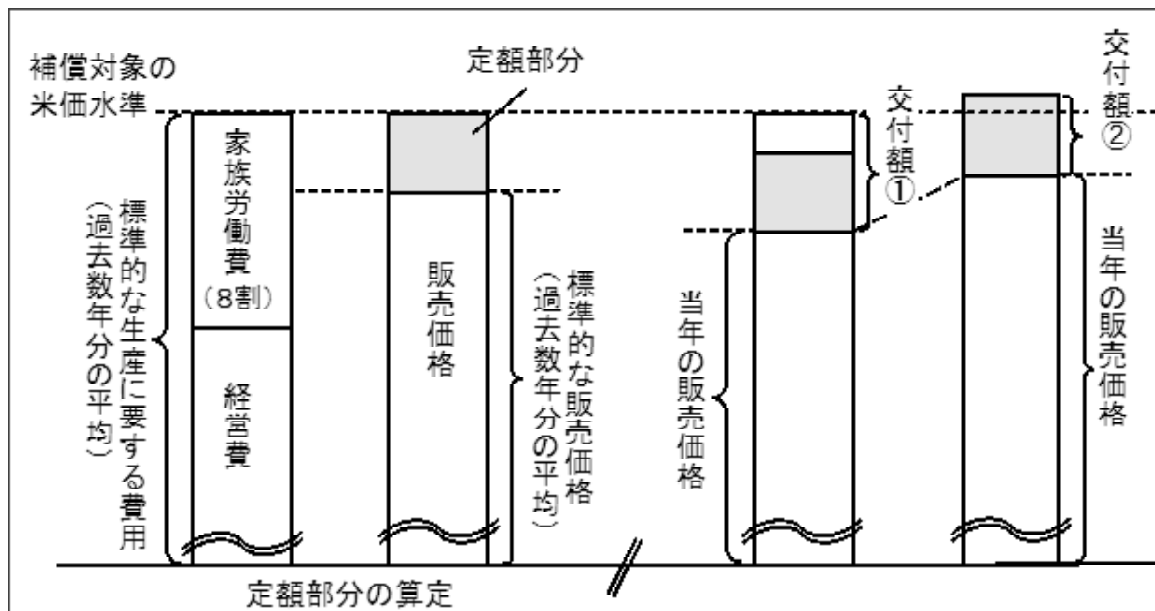 補償対象の
米価水準
定額部分
交付額①
交付額②
標準的な生産に要する費用
(過去数年分の平均)
家族労働費
(8割)
経営費
販売価格
標準的な販売価格
(過去数年分の平均)
当年の販売価格
当年の販売価格
定額部分の算定